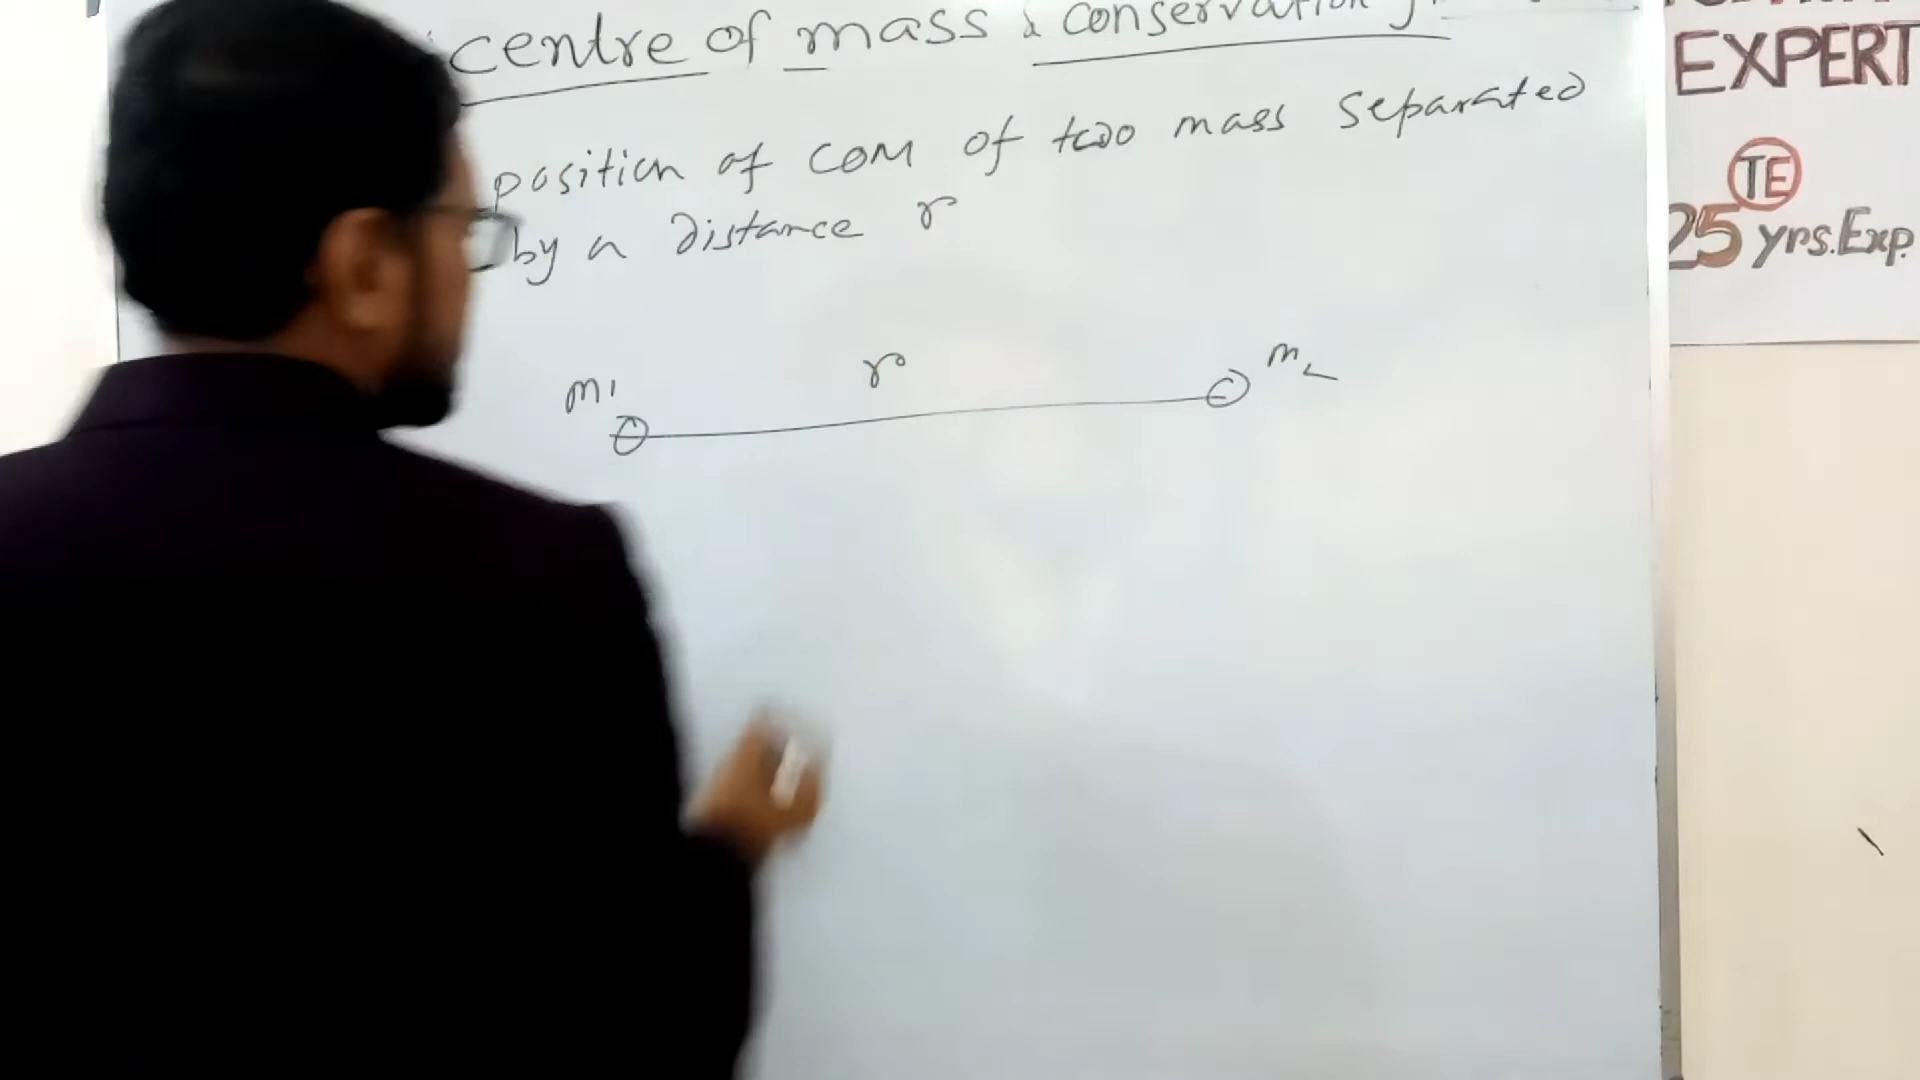 centre of mass & conservation
position of COM of two mass separated
by a distance r
m1
r
m2
EXPERT
TE
25 yrs. Exp.